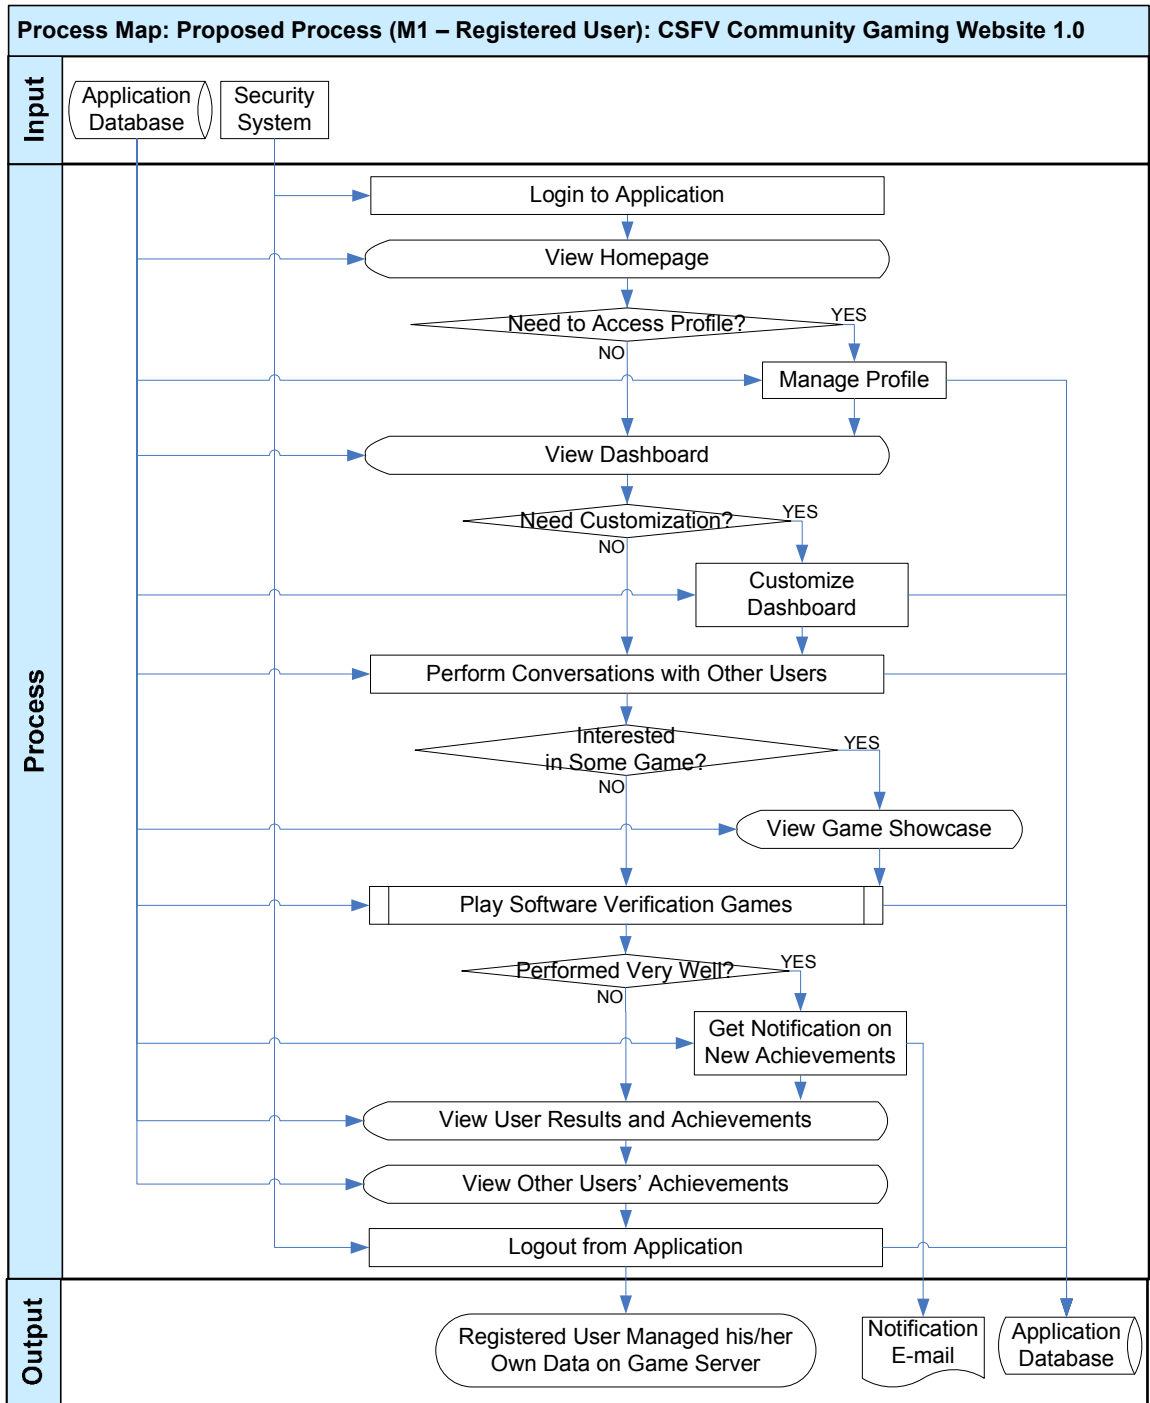 Process Map: Proposed Process (M1 – Registered User): CSFV Community Gaming Website 1.0
Input
Application
Database
Security
System
Process
Login to Application
View Homepage
Need to Access Profile?
YES
NO
Manage Profile
View Dashboard
Need Customization?
YES
NO
Customize
Dashboard
Perform Conversations with Other Users
Interested
in Some Game?
YES
NO
View Game Showcase
Play Software Verification Games
Performed Very Well?
YES
NO
Get Notification on
New Achievements
View User Results and Achievements
View Other Users’ Achievements
Logout from Application
Output
Registered User Managed his/her
Own Data on Game Server
Notification
E-mail
Application
Database